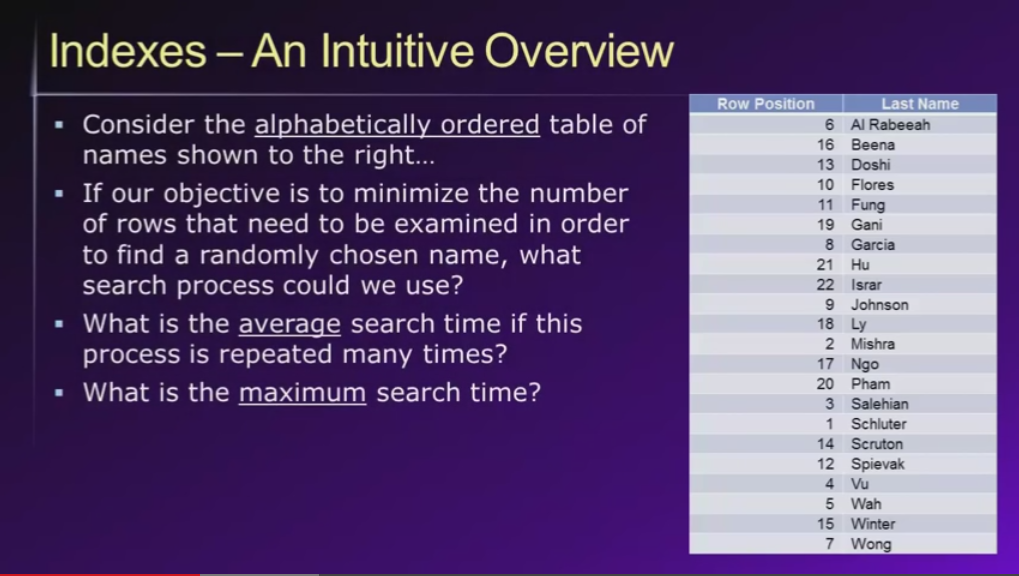 Indexes – An Intuitive Overview
▪ Consider the alphabetically ordered table of
names shown to the right...
▪ If our objective is to minimize the number
of rows that need to be examined in order
to find a randomly chosen name, what
search process could we use?
▪ What is the average search time if this
process is repeated many times?
▪ What is the maximum search time?
Row Position Last Name
6 Al Rabeeah
16 Beena
13 Doshi
10 Flores
11 Fung
19 Gani
8 Garcia
21 Hu
22 Israr
9 Johnson
18 Ly
2 Mishra
17 Ngo
20 Pham
3 Salehian
1 Schluter
14 Scruton
12 Spievak
4 Vu
5 Wah
15 Winter
7 Wong